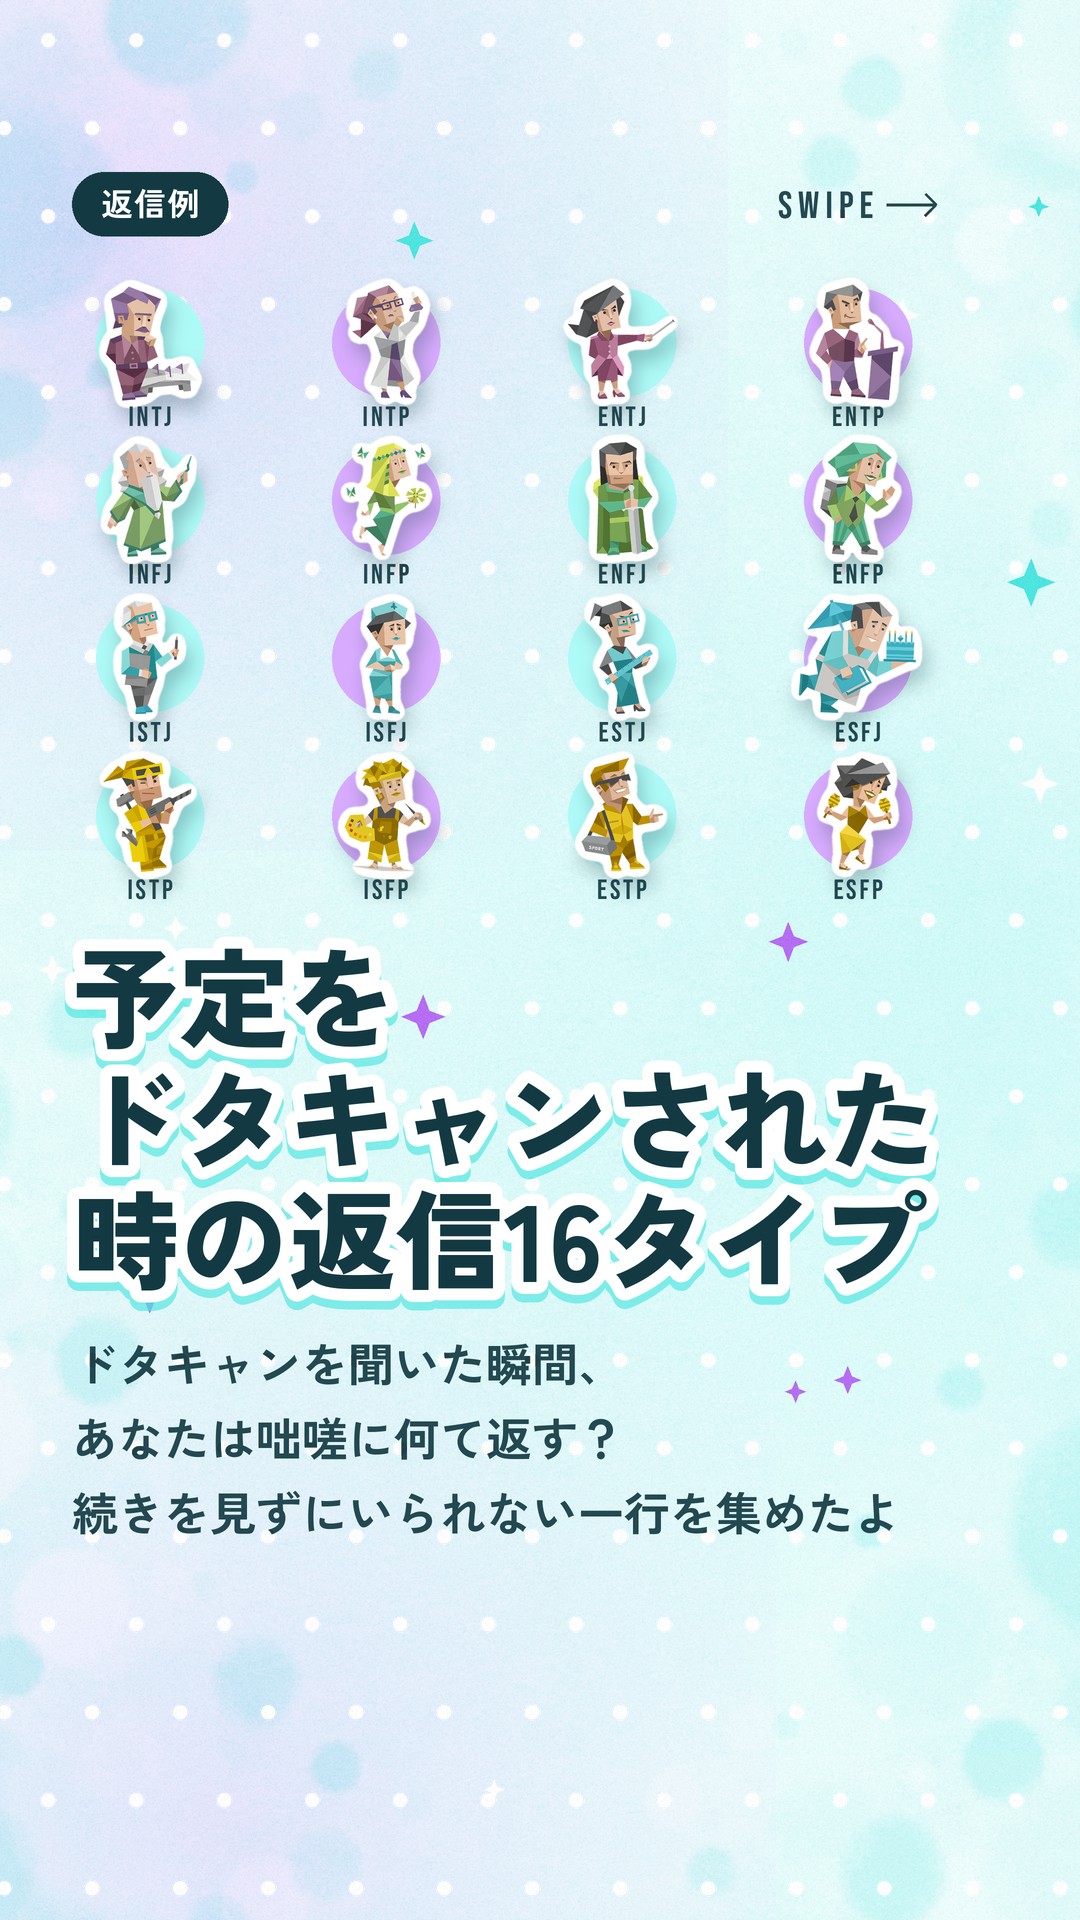 返信例
SWIPE →
INTJ INTP ENTJ ENTP
INFJ INFP ENFJ ENFP
ISTJ ISFJ ESTJ ESFJ
SPORT
ISTP ISFP ESTP ESFP
予定を
ドタキャンされた
時の返信16タイプ
ドタキャンを聞いた瞬間、
あなたは咄嗟に何て返す？
続きを見ずにいられない一行を集めたよ